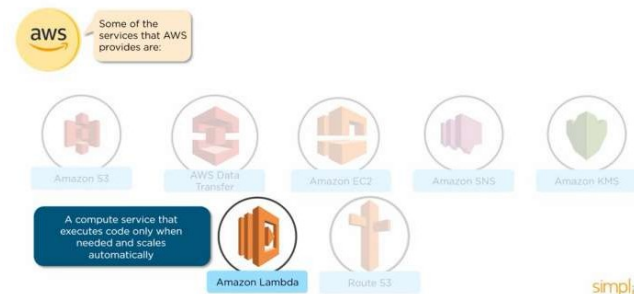 aws
Some of the
services that AWS
provides are:
Amazon S3
AWS Data
Transfer
Amazon EC2
Amazon SNS
Amazon KMS
A compute service that
executes code only when
needed and scales
automatically
Amazon Lambda
Route 53